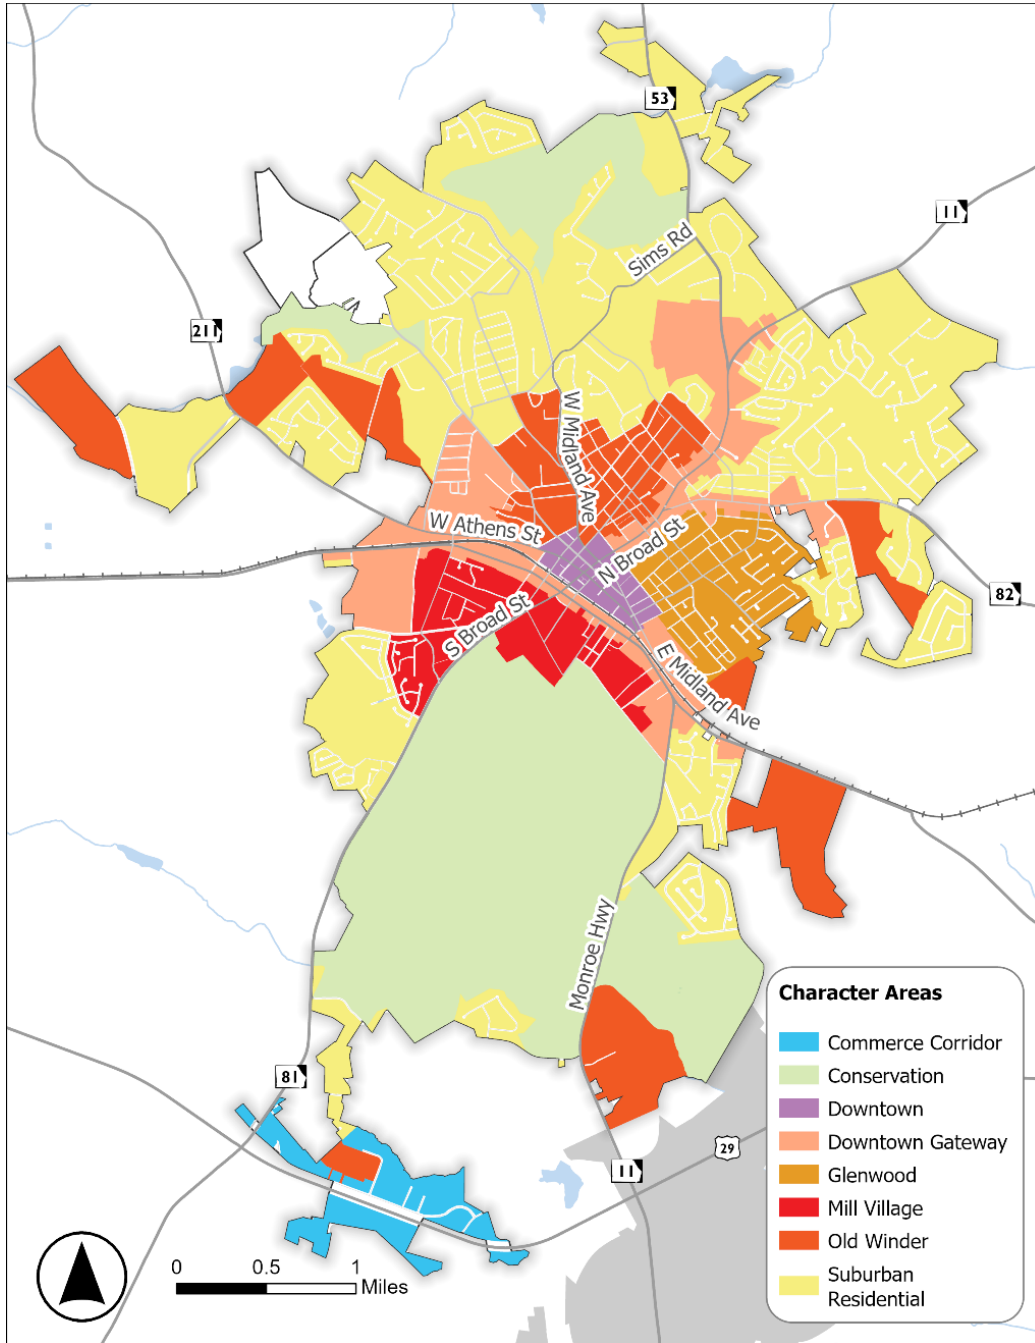 53
11
Sims Rd
211
W Midland Ave
W Athens St
N Broad St
82
S Broad St
E Midland Ave
Monroe Hwy
81
29
11
Character Areas
Commerce Corridor
Conservation
Downtown
Downtown Gateway
Glenwood
Mill Village
Old Winder
Suburban
Residential
0 0.5 1
Miles